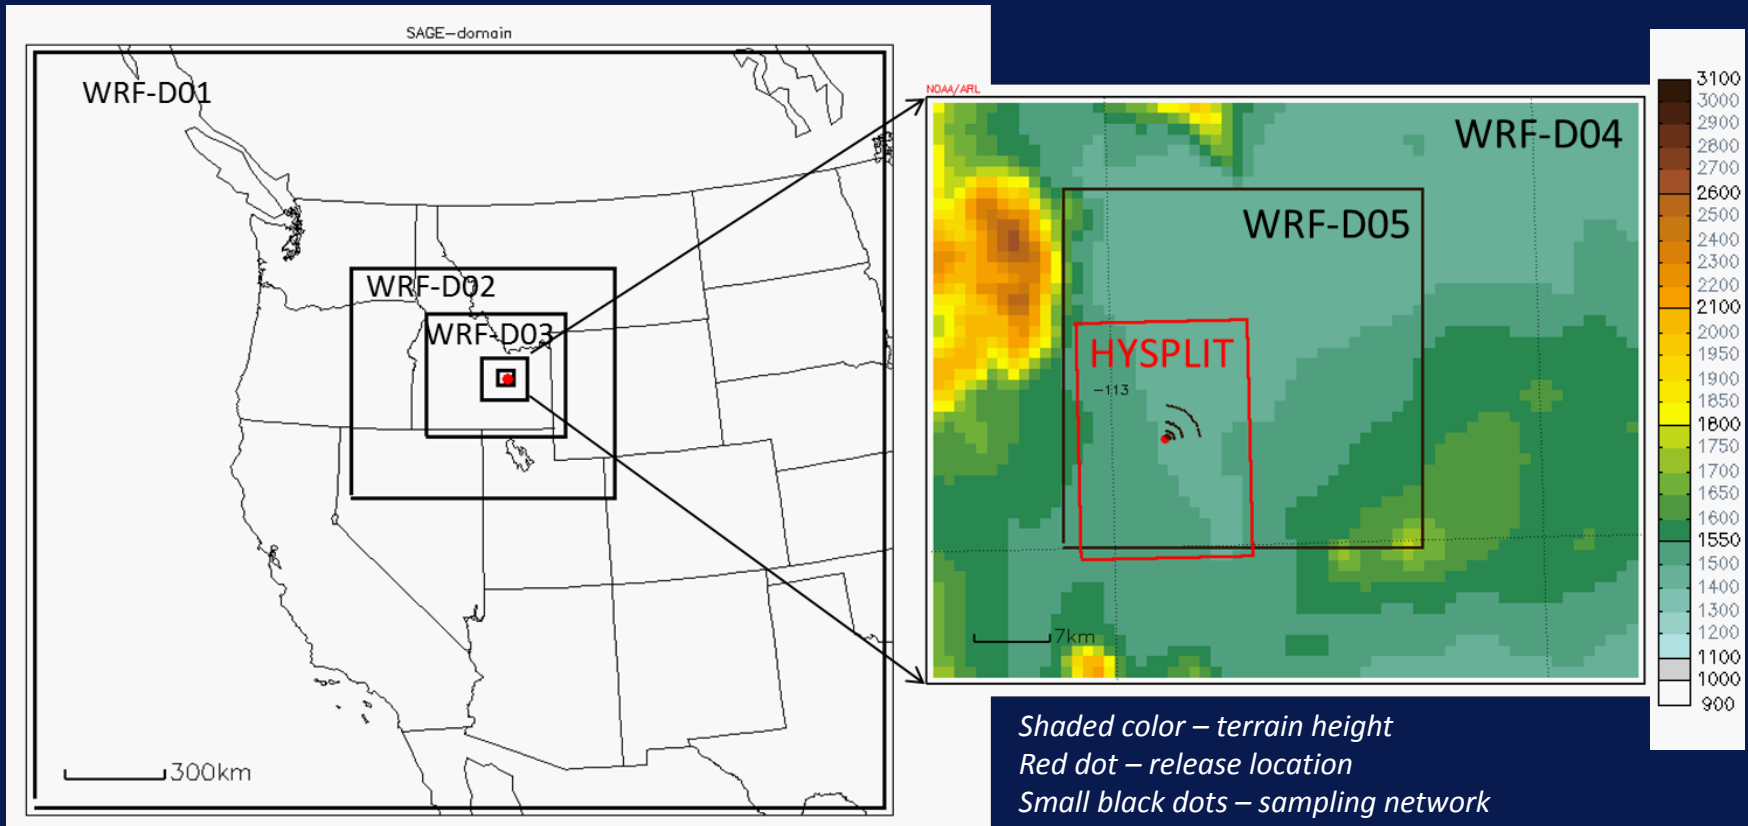 SAGE-domain
WRF-D01
WRF-D02
WRF-D03
300km
NOAA/ARL
WRF-D04
WRF-D05
HYSPLIT
-113
7km
3100
3000
2900
2800
2700
2600
2500
2400
2300
2200
2100
2000
1950
1900
1850
1800
1750
1700
1650
1600
1550
1500
1400
1300
1200
1100
1000
900
Shaded color – terrain height
Red dot – release location
Small black dots – sampling network